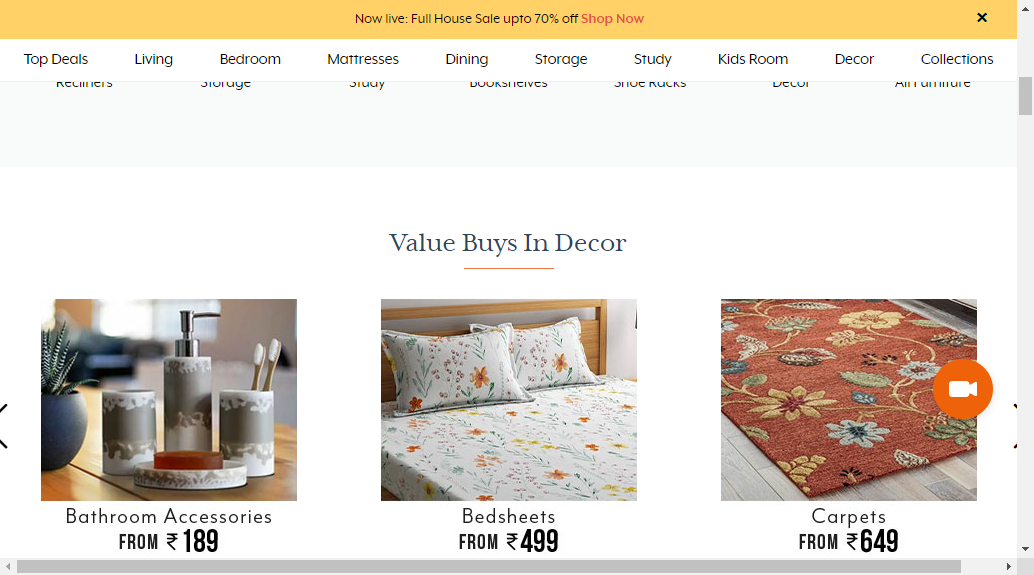 Now live: Full House Sale upto 70% off Shop Now
Top Deals Living Bedroom Mattresses Dining Storage Study Kids Room Decor Collections
Recliners Storage Study Bookshelves Shoe Racks Decor All Furniture
Value Buys In Decor
Bathroom Accessories Bedsheets Carpets
FROM ₹189 FROM ₹499 FROM ₹649